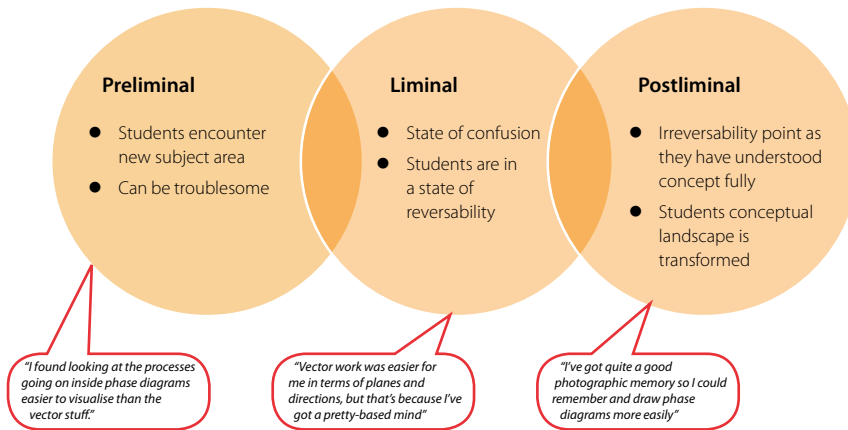 Preliminal
● Students encounter
new subject area
● Can be troublesome
Liminal
● State of confusion
● Students are in
a state of
reversability
Postliminal
● Irreversability point as
they have understood
concept fully
● Students conceptual
landscape is
transformed
“I found looking at the processes
going on inside phase diagrams
easier to visualise than the
vector stuff.”
“Vector work was easier for
me in terms of planes and
directions, but that’s because I’ve
got a pretty-based mind”
“I’ve got quite a good
photographic memory so I could
remember and draw phase
diagrams more easily”